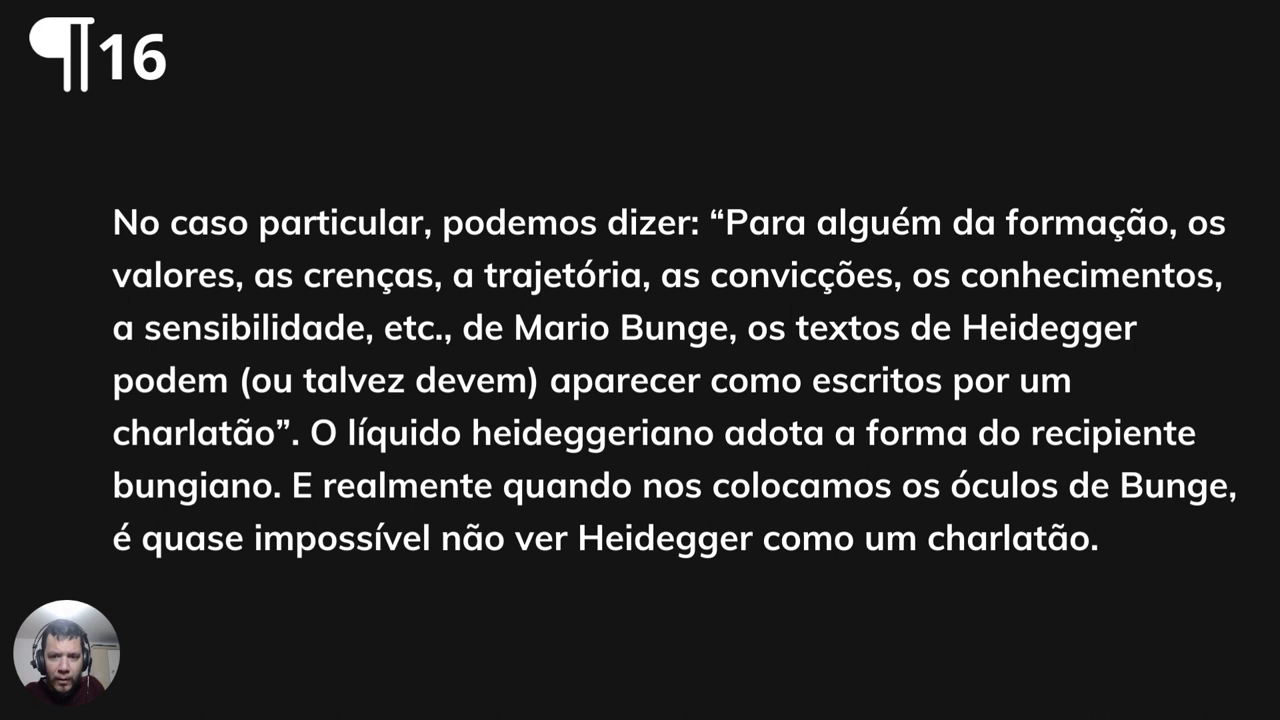 ¶16
No caso particular, podemos dizer: “Para alguém da formação, os
valores, as crenças, a trajetória, as convicções, os conhecimentos,
a sensibilidade, etc., de Mario Bunge, os textos de Heidegger
podem (ou talvez devem) aparecer como escritos por um
charlatão”. O líquido heideggeriano adota a forma do recipiente
bungiano. E realmente quando nos colocamos os óculos de Bunge,
é quase impossível não ver Heidegger como um charlatão.